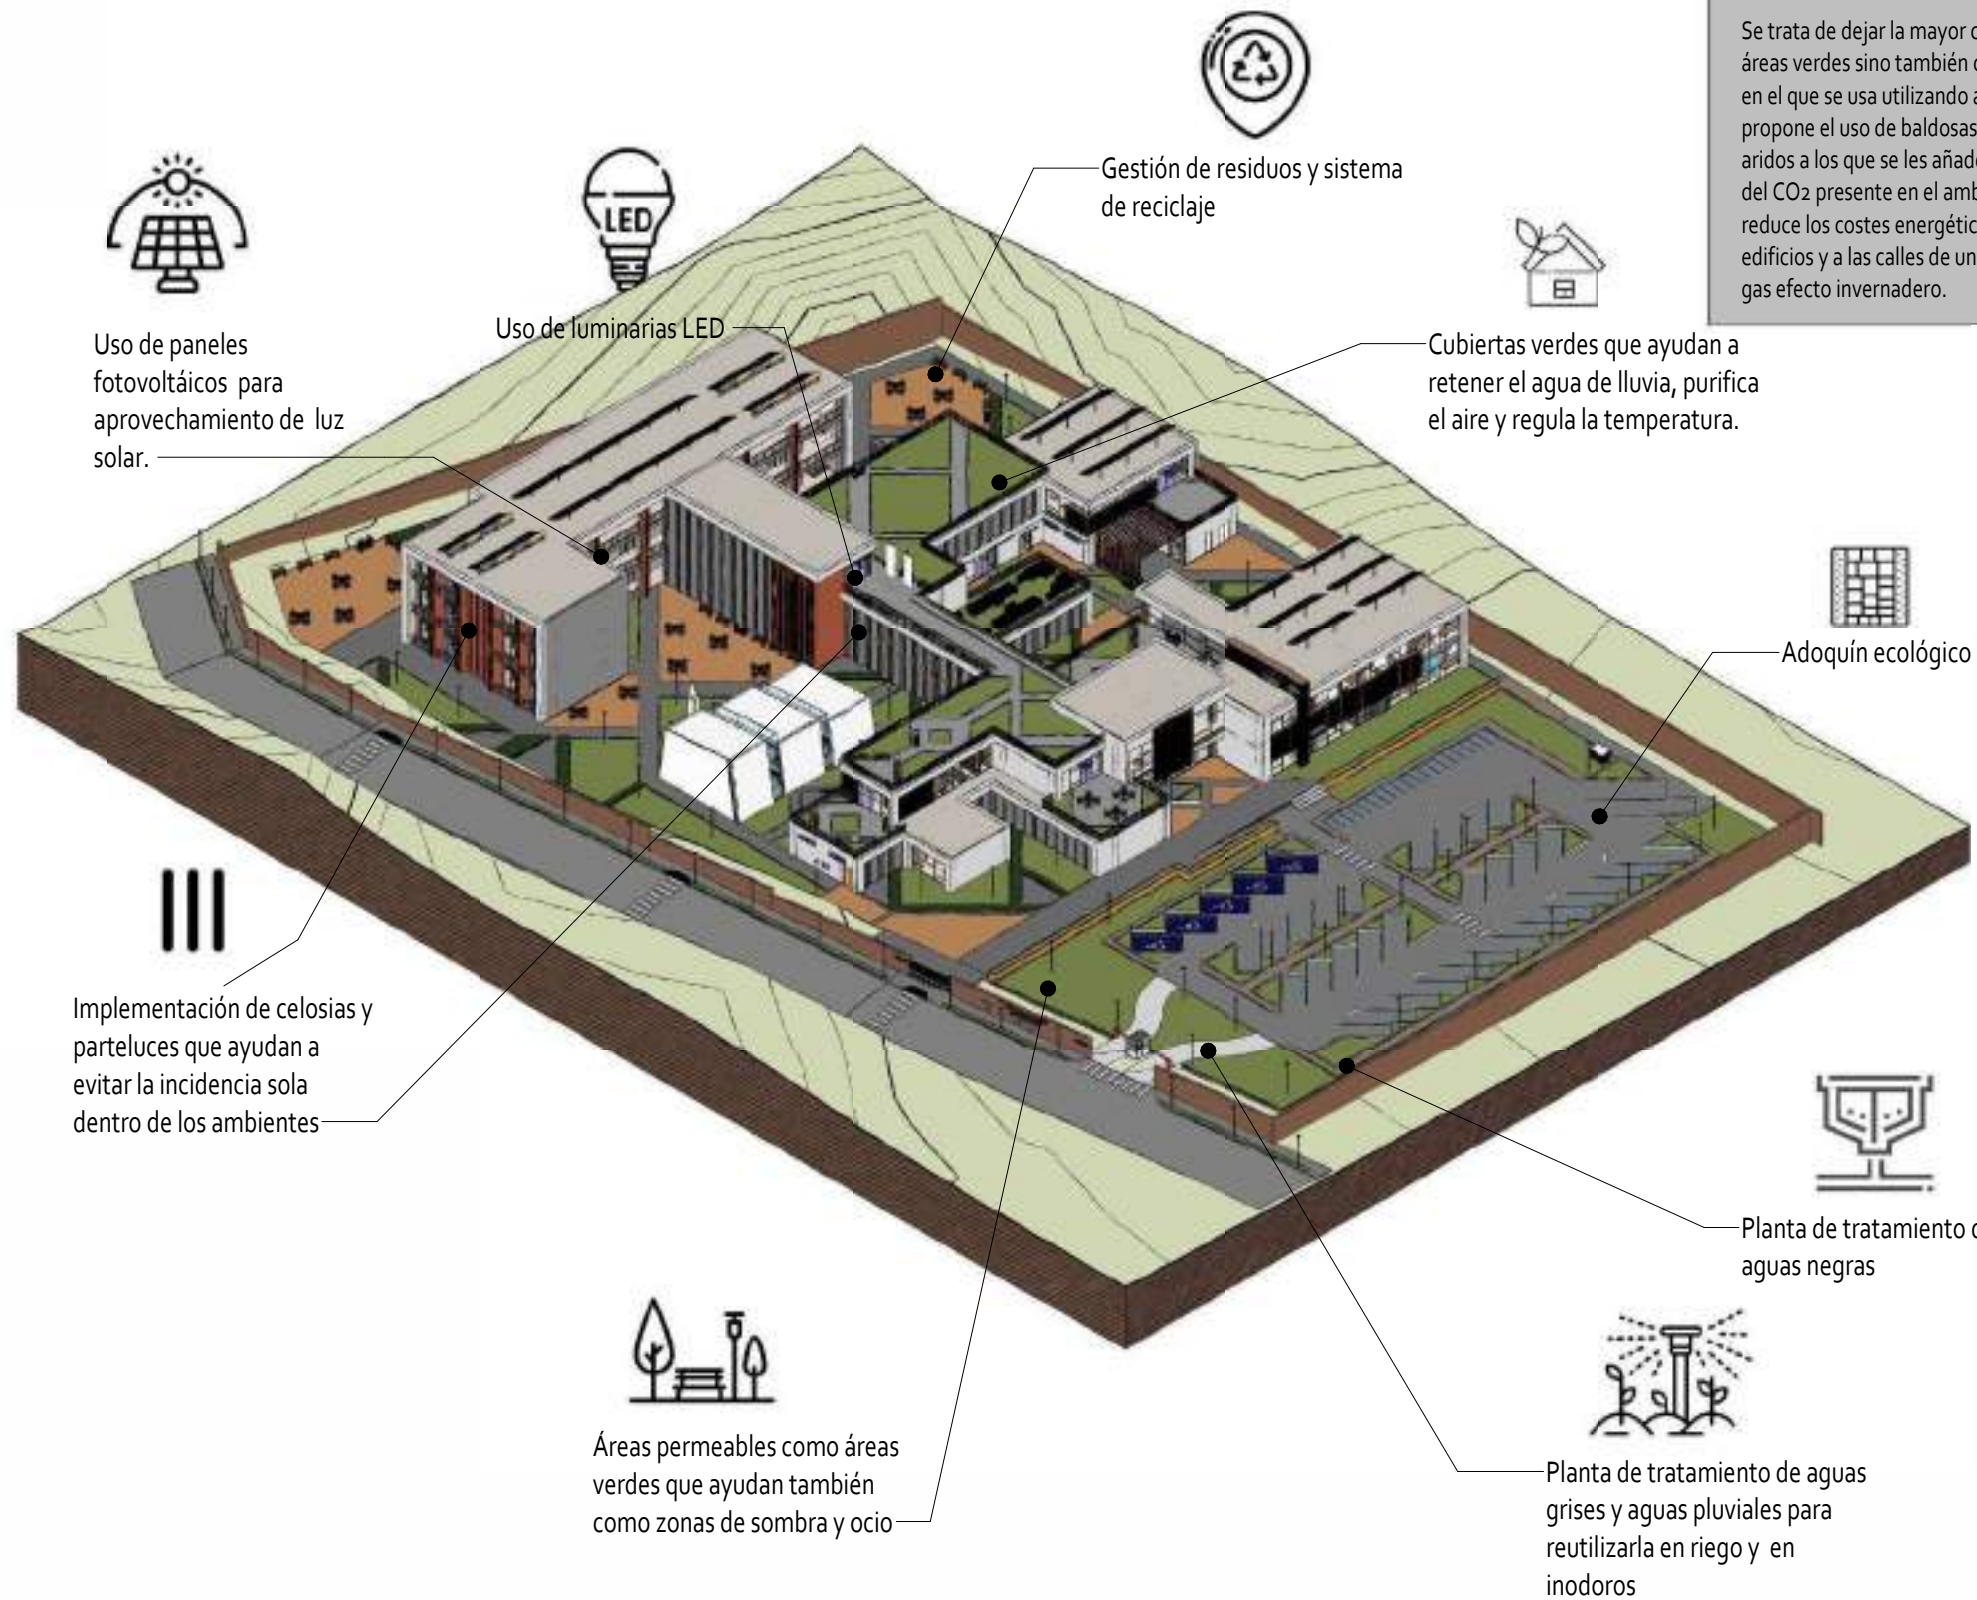 Se trata de dejar la mayor
áreas verdes sino también
en el que se usa utilizando
propone el uso de baldosas
aridos a los que se les
del CO2 presente en el
reduce los costes
edificios y a las calles de un
gas efecto invernadero.
Gestión de residuos y sistema
de reciclaje
LED
Uso de luminarias LED
Uso de paneles
fotovoltáicos para
aprovechamiento de luz
solar.
Cubiertas verdes que ayudan a
retener el agua de lluvia, purifica
el aire y regula la temperatura.
Adoquín ecológico
Implementación de celosias y
parteluces que ayudan a
evitar la incidencia sola
dentro de los ambientes
Planta de tratamiento
aguas negras
Áreas permeables como áreas
verdes que ayudan también
como zonas de sombra y ocio
Planta de tratamiento de aguas
grises y aguas pluviales para
reutilizarla en riego y en
inodoros